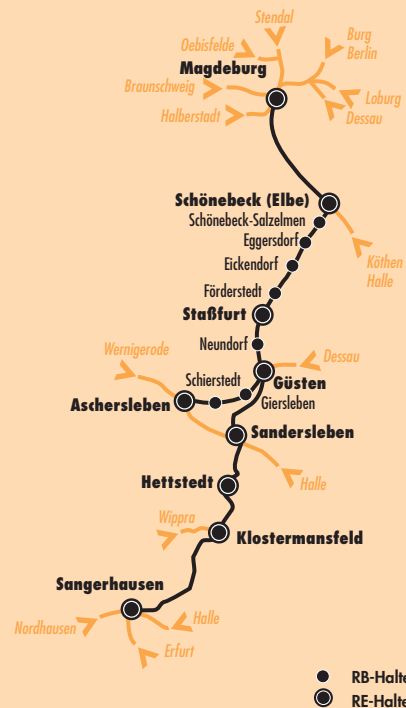 Stendal
Oebisfelde
Burg
Berlin
Magdeburg
Braunschweig
Loburg
Halberstadt
Dessau
Schönebeck (Elbe)
Schönebeck-Salzelmen
Eggersdorf
Eickendorf
Köthen
Halle
Förderstedt
Staßfurt
Neundorf
Wernigerode
Dessau
Schierstedt
Güsten
Aschersleben
Giersleben
Sandersleben
Hettstedt
Halle
Wippra
Klostermansfeld
Sangerhausen
Nordhausen
Halle
Erfurt
RB-Halte
RE-Halte